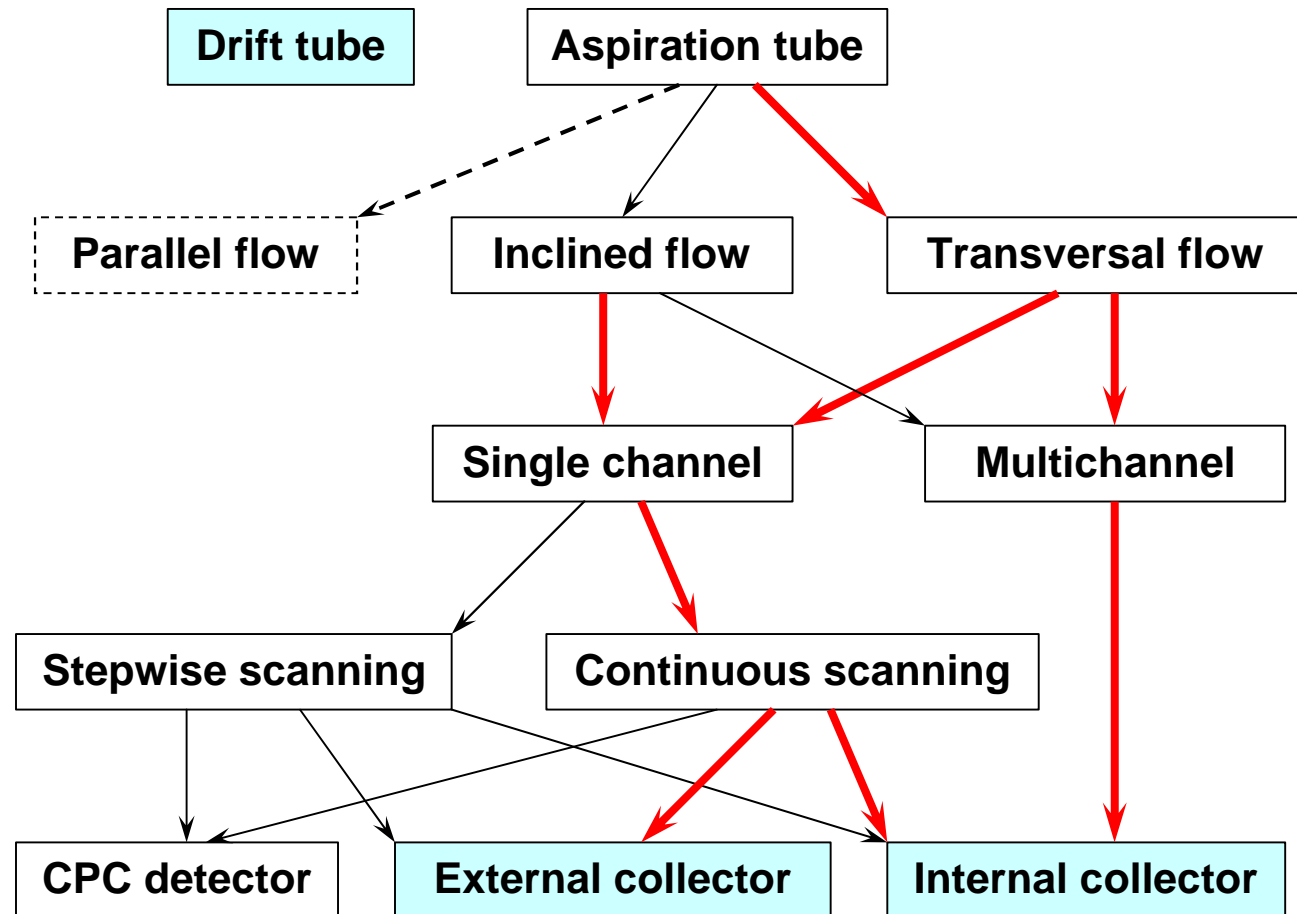 Drift tube
Aspiration tube
Parallel flow
Inclined flow
Transversal flow
Single channel
Multichannel
Stepwise scanning
Continuous scanning
CPC detector
External collector
Internal collector